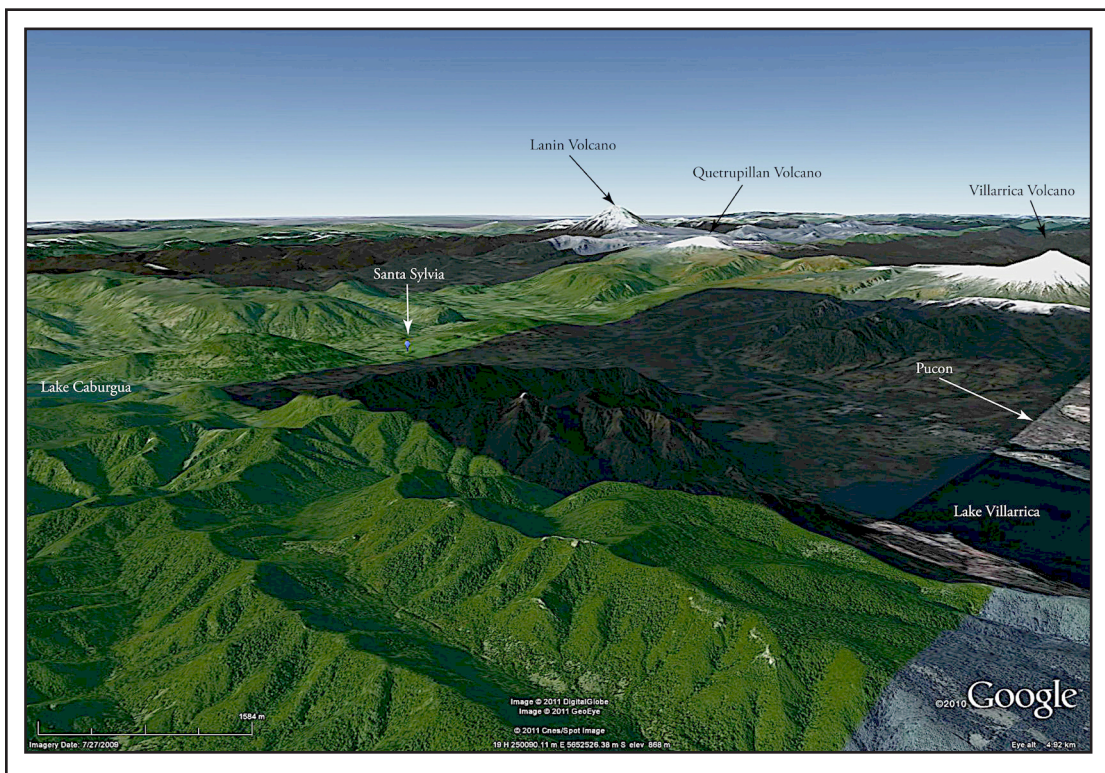 Lanin Volcano
Quetrupillan Volcano
Villarrica Volcano
Santa Sylvia
Lake Caburgua
Pucon
Lake Villarrica
Image © 2011 DigitalGlobe
Image © 2011 GeoEye
© 2011 Cnes/Spot Image
©2010 Google
1584 m
Imagery Date: 7/27/2009
19 H 250090.11 m E 5652526.38 m S elev 868 m
Eye alt 4.92 km